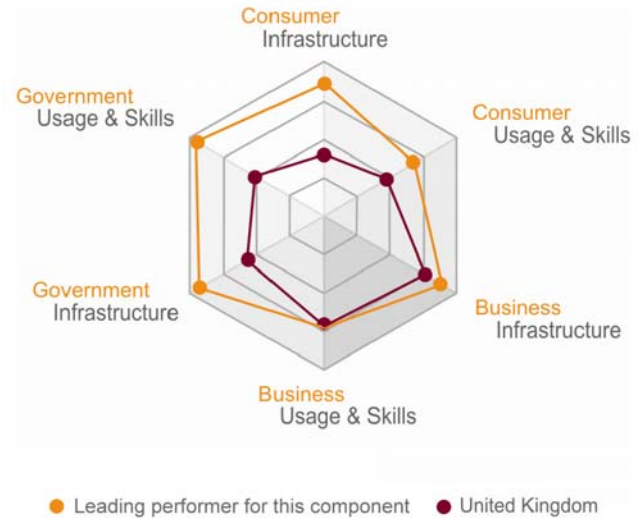 Consumer
Infrastructure
Government
Usage & Skills
Consumer
Usage & Skills
Government
Infrastructure
Business
Infrastructure
Business
Usage & Skills
Leading performer for this component
United Kingdom